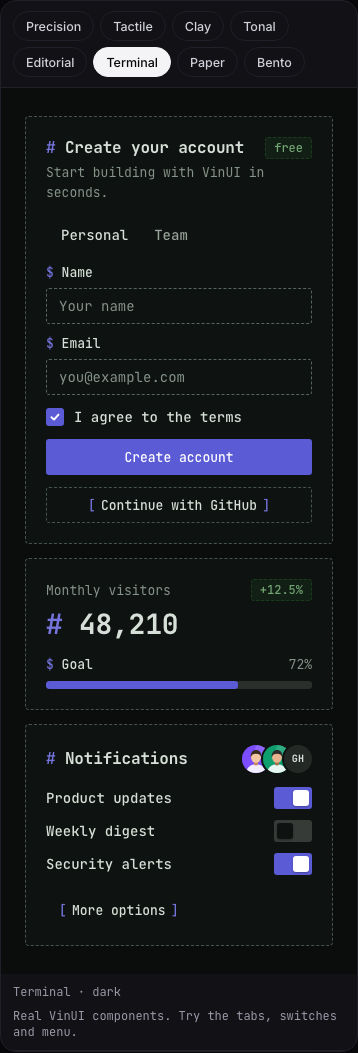 Precision Tactile Clay Tonal
Editorial Terminal Paper Bento
# Create your account free
Start building with VinUI in
seconds.
Personal Team
$ Name
Your name
$ Email
you@example.com
I agree to the terms
Create account
[ Continue with GitHub ]
Monthly visitors +12.5%
# 48,210
$ Goal 72%
# Notifications GH
Product updates
Weekly digest
Security alerts
[ More options ]
Terminal · dark
Real VinUI components. Try the tabs, switches
and menu.